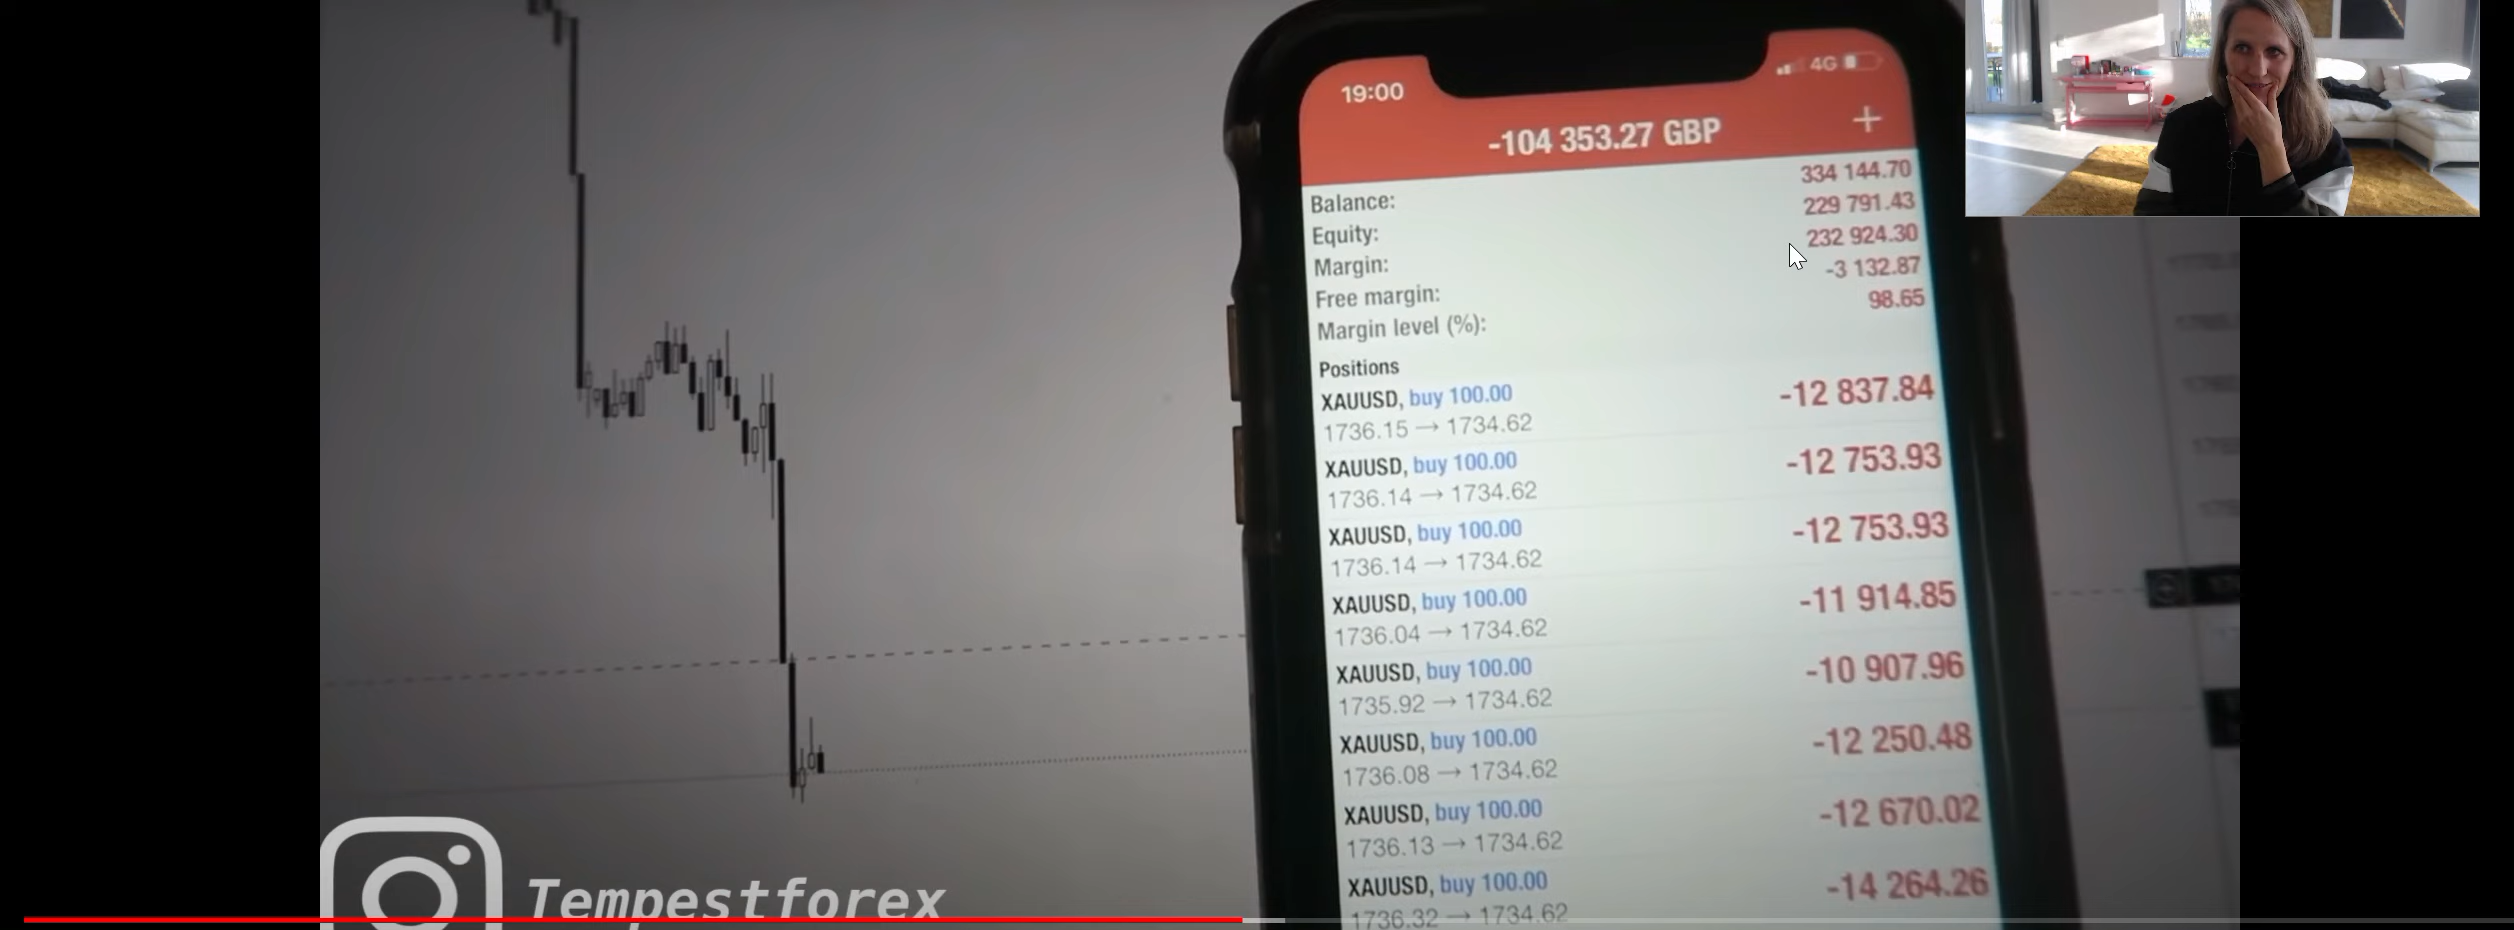 19:00
4G
-104 353.27 GBP
+
Balance: 334 144.70
Equity: 229 791.43
Margin: 232 924.30
Free margin: -3 132.87
Margin level (%): 98.65
Positions
XAUUSD, buy 100.00 -12 837.84
1736.15 → 1734.62
XAUUSD, buy 100.00 -12 753.93
1736.14 → 1734.62
XAUUSD, buy 100.00 -12 753.93
1736.14 → 1734.62
XAUUSD, buy 100.00 -11 914.85
1736.04 → 1734.62
XAUUSD, buy 100.00 -10 907.96
1735.92 → 1734.62
XAUUSD, buy 100.00 -12 250.48
1736.08 → 1734.62
XAUUSD, buy 100.00 -12 670.02
1736.13 → 1734.62
XAUUSD, buy 100.00 -14 264.26
1736.32 → 1734.62
Tempestforex